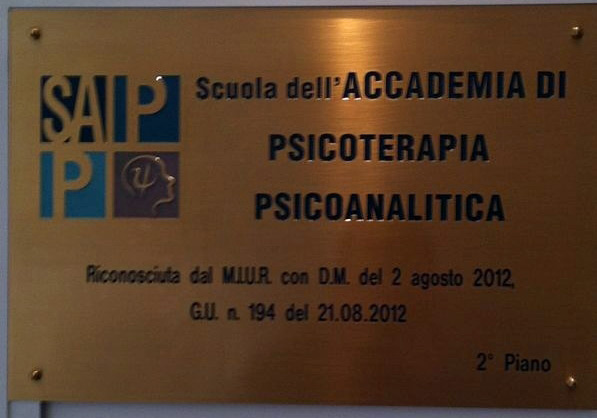 SAPP
P ψ
Scuola dell'ACCADEMIA DI
PSICOTERAPIA
PSICOANALITICA
Riconosciuta dal M.I.U.R. con D.M. del 2 agosto 2012,
G.U. n. 194 del 21.08.2012
2° Piano